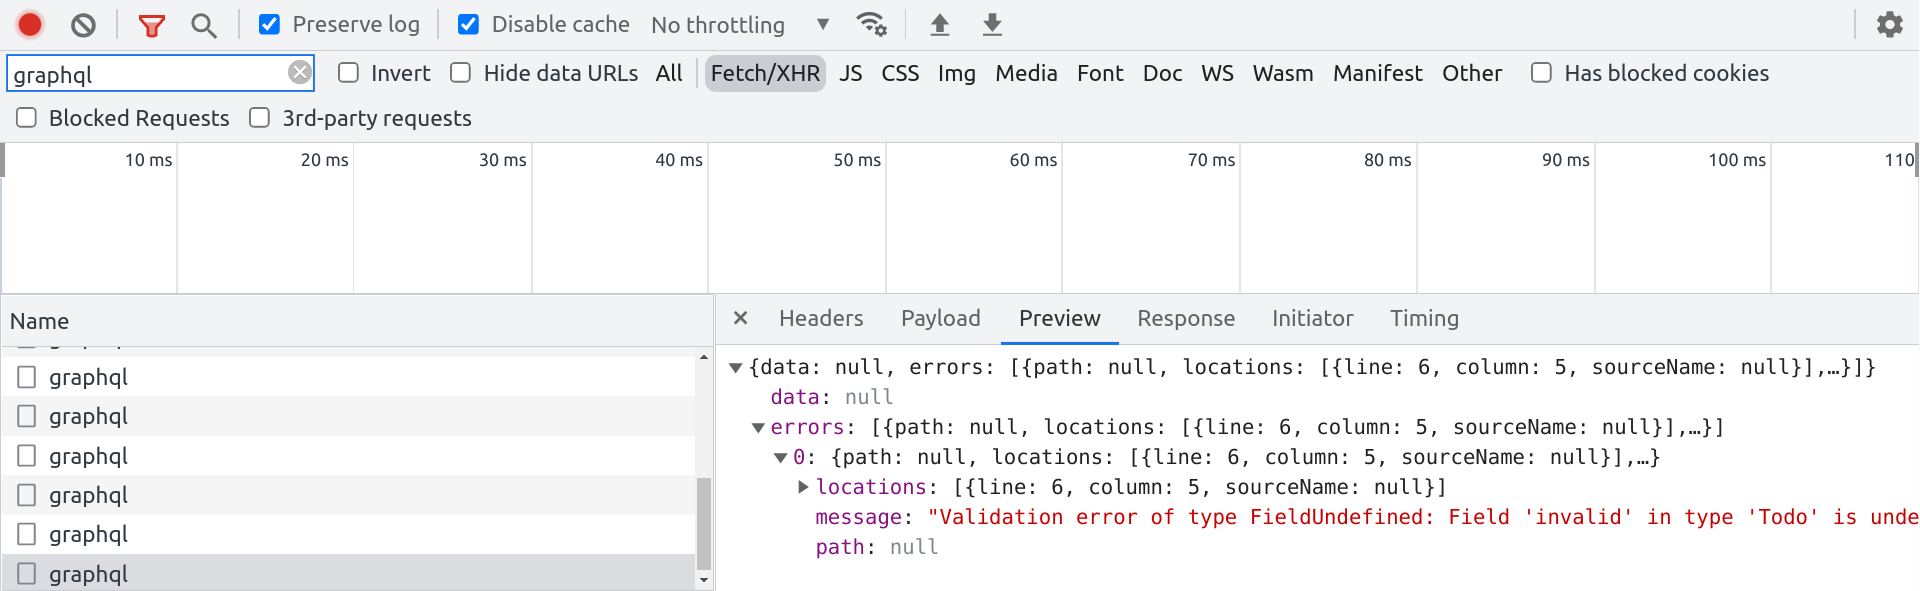 Preserve log Disable cache No throttling
graphql Invert Hide data URLs All Fetch/XHR JS CSS Img Media Font Doc WS Wasm Manifest Other Has blocked cookies
Blocked Requests 3rd-party requests
10 ms 20 ms 30 ms 40 ms 50 ms 60 ms 70 ms 80 ms 90 ms 100 ms 110
Name
graphql
graphql
graphql
graphql
graphql
graphql
Headers Payload Preview Response Initiator Timing
{data: null, errors: [{path: null, locations: [{line: 6, column: 5, sourceName: null}],…}]}
data: null
errors: [{path: null, locations: [{line: 6, column: 5, sourceName: null}],…}]
0: {path: null, locations: [{line: 6, column: 5, sourceName: null}],…}
locations: [{line: 6, column: 5, sourceName: null}]
message: "Validation error of type FieldUndefined: Field 'invalid' in type 'Todo' is unde
path: null